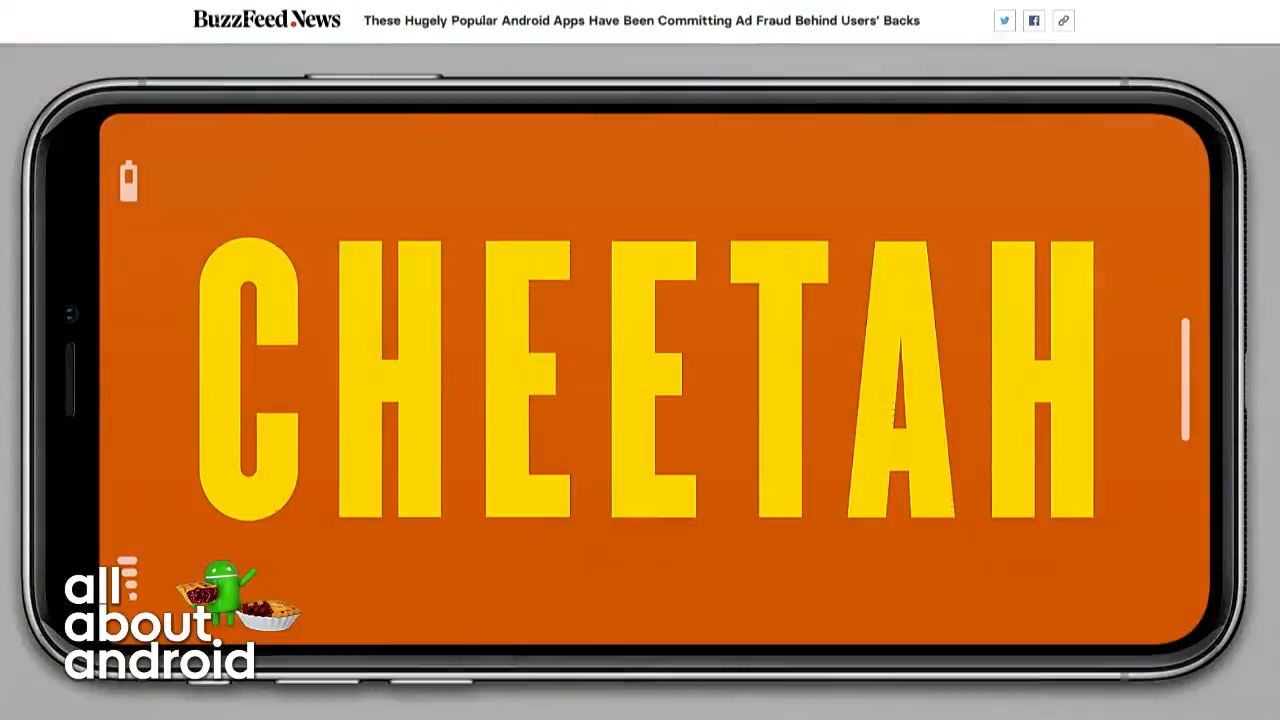 BuzzFeed News
These Hugely Popular Android Apps Have Been Committing Ad Fraud Behind Users' Backs
CHEETAH
all
about
android